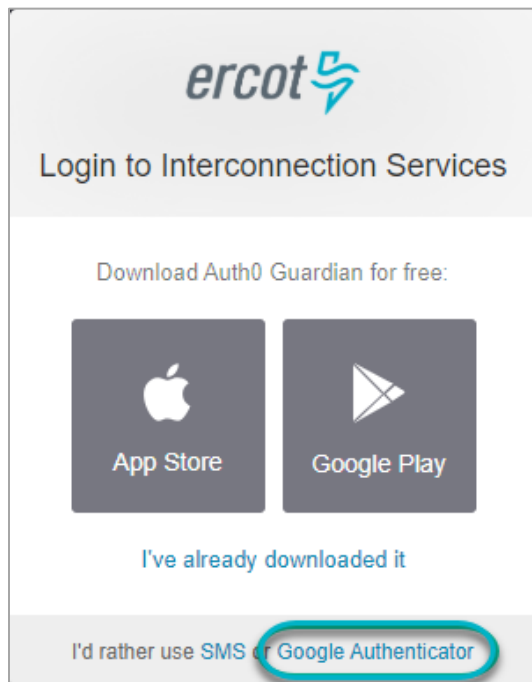 ercot
Login to Interconnection Services
Download Auth0 Guardian for free:
App Store
Google Play
I've already downloaded it
I'd rather use SMS or Google Authenticator